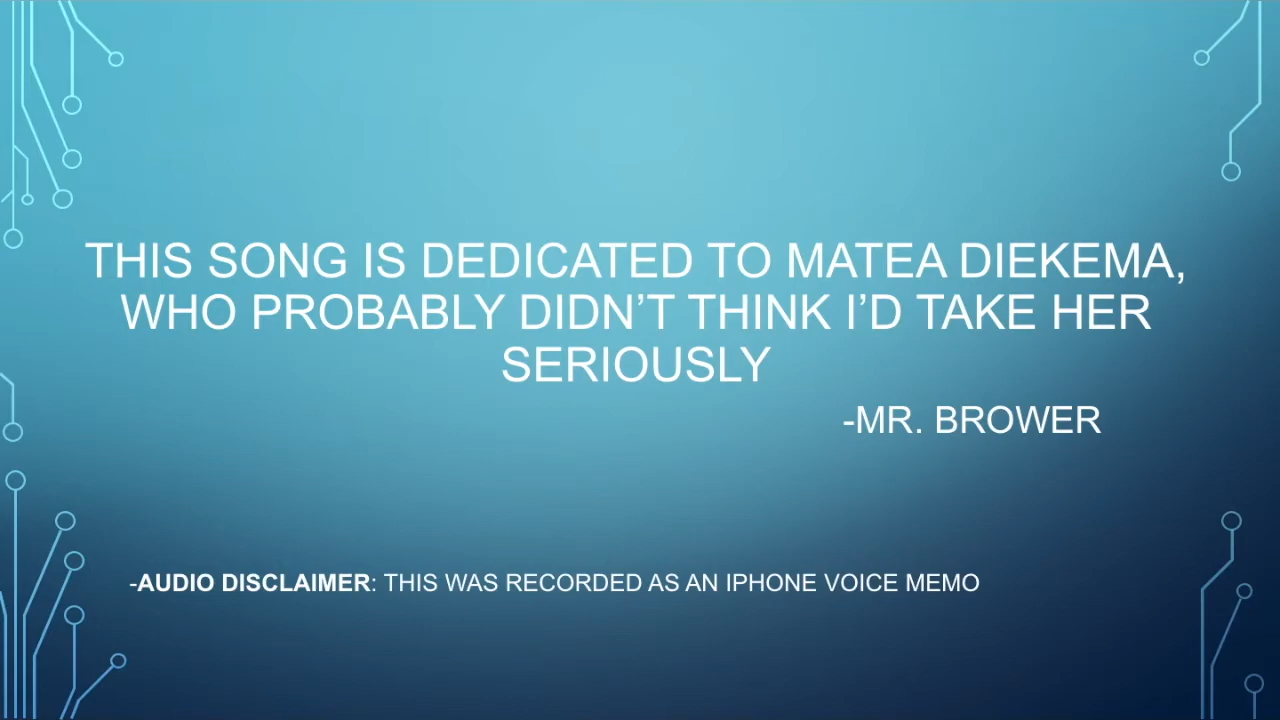 THIS SONG IS DEDICATED TO MATEA DIEKEMA,
WHO PROBABLY DIDN’T THINK I’D TAKE HER
SERIOUSLY
-MR. BROWER
-AUDIO DISCLAIMER: THIS WAS RECORDED AS AN IPHONE VOICE MEMO